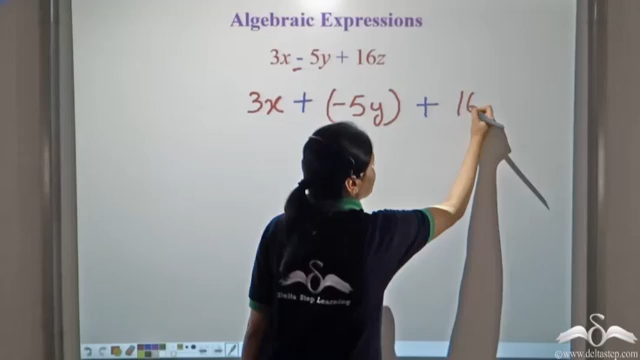 Algebraic Expressions
3x - 5y + 16z
3x + (-5y) + 16
Delta Step Learning
© www.deltastep.com